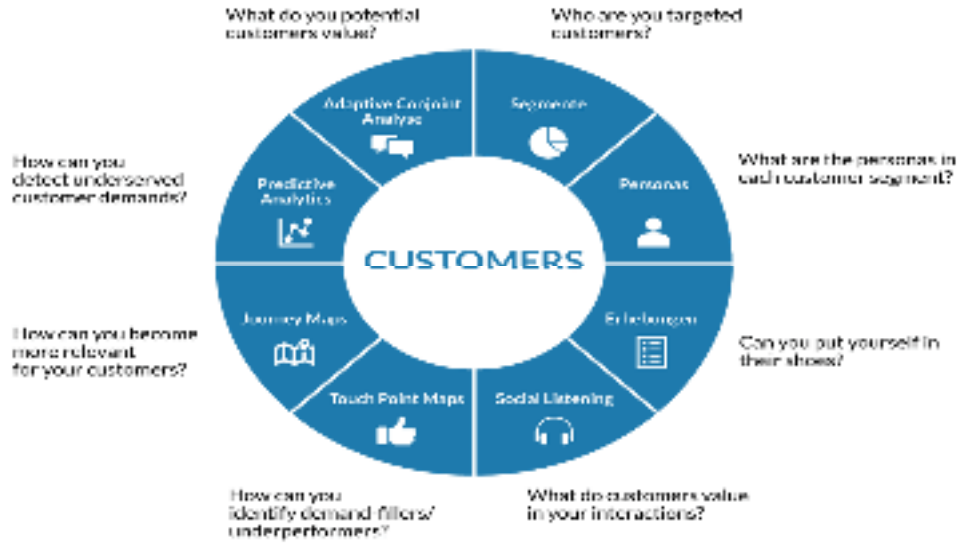 What do you potential
customers value?
Who are you targeted
customers?
Adaptive Conjoint
Analyse
Segmente
How can you
detect underserved
customer demands?
Predictive
Analytics
Personas
What are the personas in
each customer segment?
CUSTOMERS
How can you become
more relevant
for your customers?
Journey Maps
Erhebungen
Can you put yourself in
their shoes?
Touch Point Maps
Social Listening
How can you
identify demand-fillers/
underperformers?
What do customers value
in your interactions?